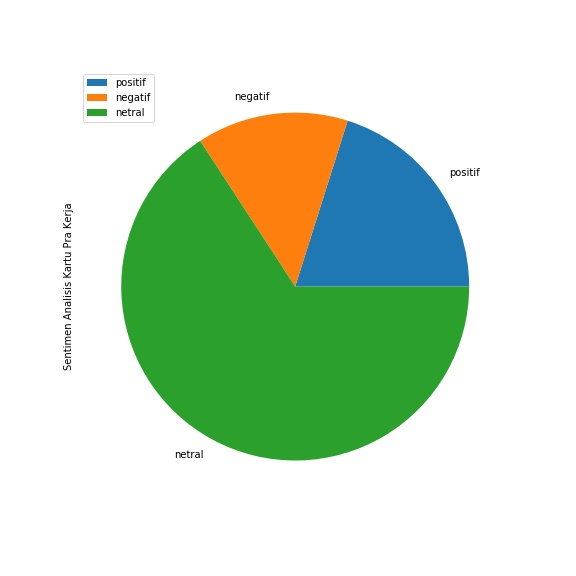 positif
negatif
netral
negatif
positif
Sentimen Analisis Kartu Pra Kerja
netral